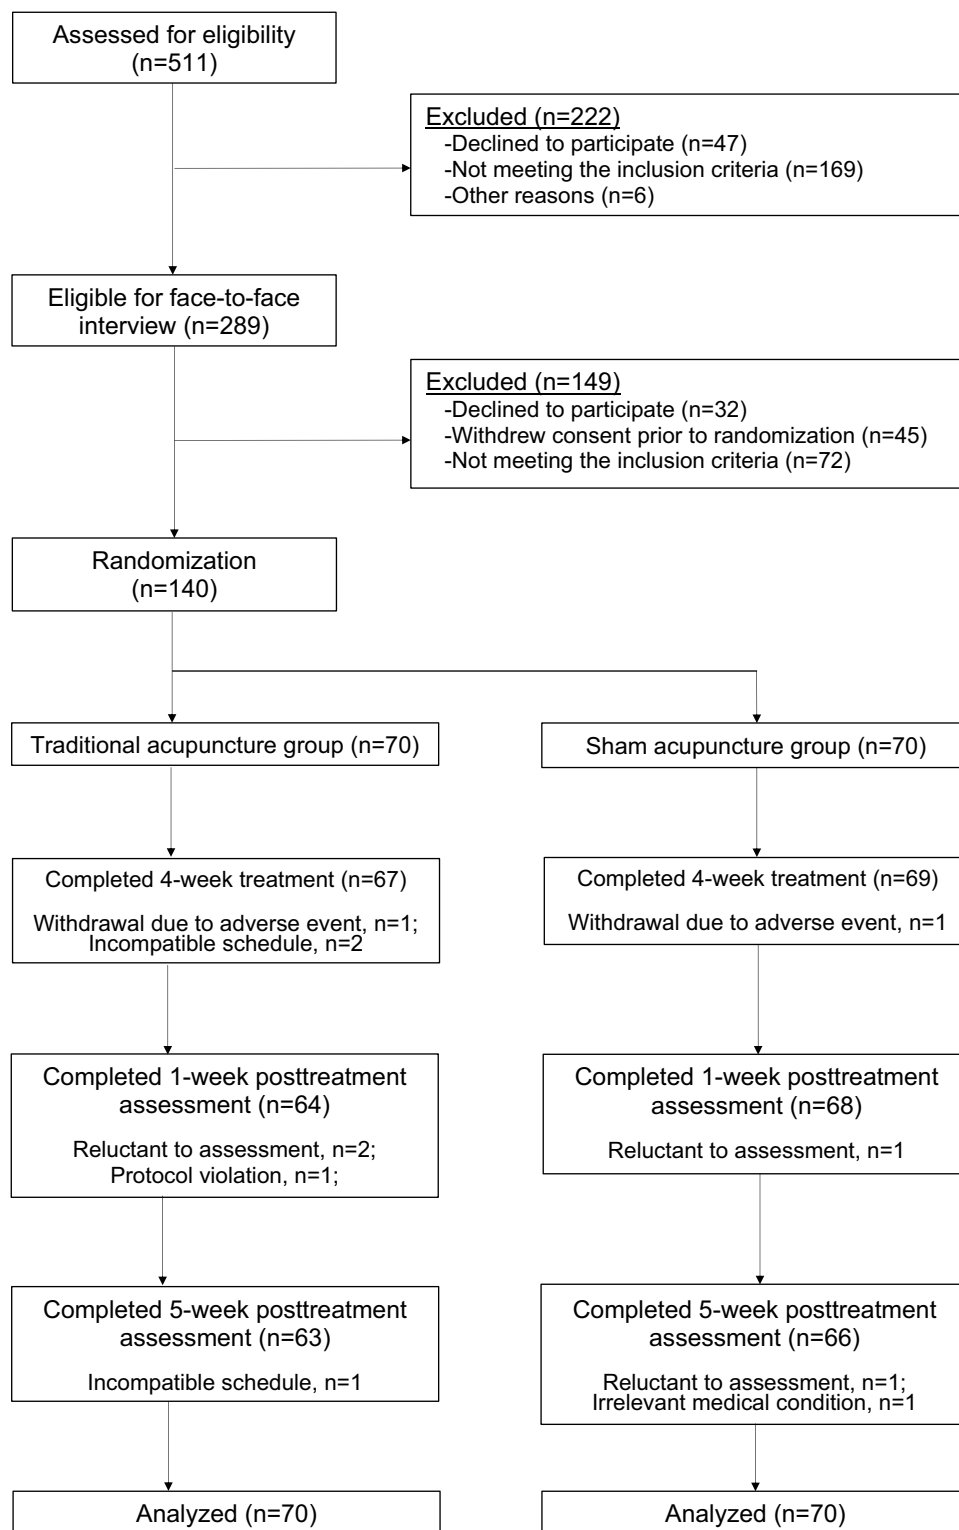 Assessed for eligibility
(n=511)
Excluded (n=222)
-Declined to participate (n=47)
-Not meeting the inclusion criteria (n=169)
-Other reasons (n=6)
Eligible for face-to-face
interview (n=289)
Excluded (n=149)
-Declined to participate (n=32)
-Withdrew consent prior to randomization (n=45)
-Not meeting the inclusion criteria (n=72)
Randomization
(n=140)
Traditional acupuncture group (n=70)
Sham acupuncture group (n=70)
Completed 4-week treatment (n=67)
Withdrawal due to adverse event, n=1;
Incompatible schedule, n=2
Completed 4-week treatment (n=69)
Withdrawal due to adverse event, n=1
Completed 1-week posttreatment
assessment (n=64)
Reluctant to assessment, n=2;
Protocol violation, n=1;
Completed 1-week posttreatment
assessment (n=68)
Reluctant to assessment, n=1
Completed 5-week posttreatment
assessment (n=63)
Incompatible schedule, n=1
Completed 5-week posttreatment
assessment (n=66)
Reluctant to assessment, n=1;
Irrelevant medical condition, n=1
Analyzed (n=70)
Analyzed (n=70)